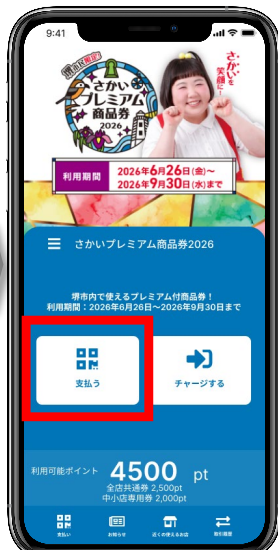 9:41
堺市民限定
さかい
プレミアム
商品券
2026
さかいを
笑顔に!
利用期間
2026年6月26日(金)~
2026年9月30日(水)まで
さかいプレミアム商品券2026
堺市内で使えるプレミアム付商品券!
利用期間:2026年6月26日~2026年9月30日まで
支払う
チャージする
利用可能ポイント 4500 pt
全店共通券 2,500pt
中小店専用券 2,000pt
支払い お知らせ 近くの使えるお店 取引履歴